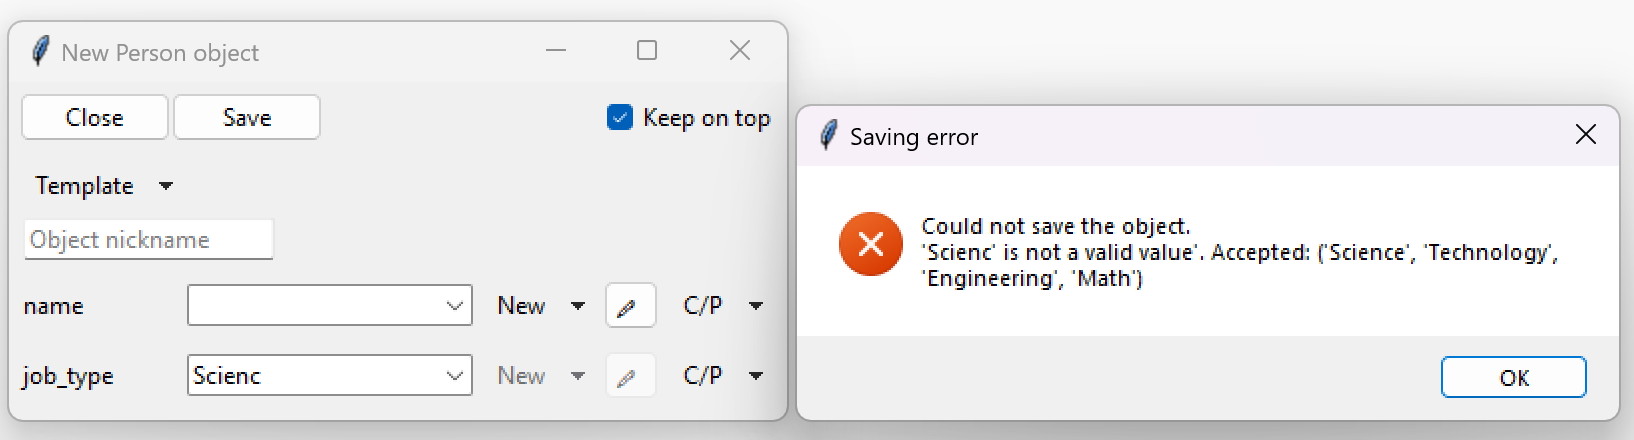 New Person object
Close Save Keep on top
Template
Object nickname
name New C/P
job_type Scienc New C/P
Saving error
Could not save the object.
'Scienc' is not a valid value'. Accepted: ('Science', 'Technology',
'Engineering', 'Math')
OK